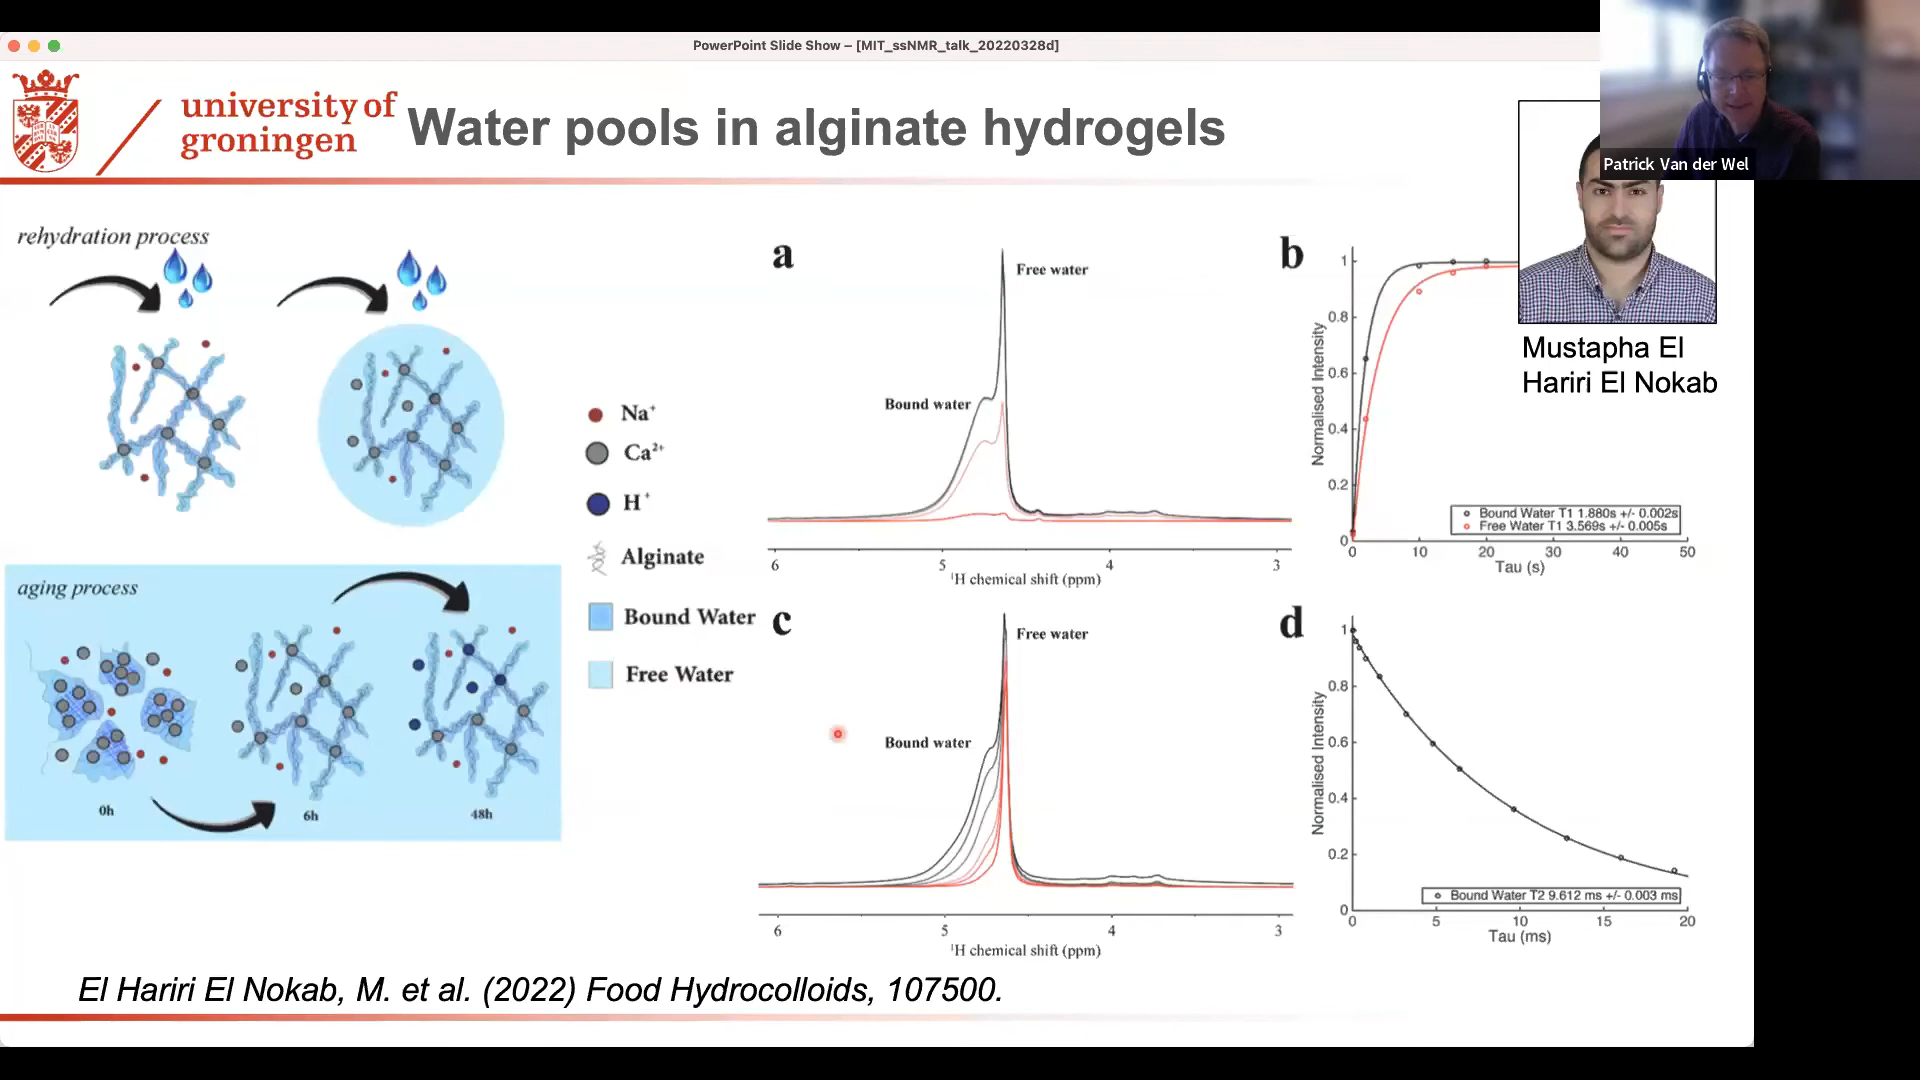 PowerPoint Slide Show – [MIT_ssNMR_talk_20220328d]
Patrick Van der Wel
university of
groningen
Water pools in alginate hydrogels
rehydration process
Na⁺
Ca²⁺
H⁺
Alginate
Bound Water
Free Water
aging process
0h
6h
48h
a
Free water
Bound water
6
5
4
3
¹H chemical shift (ppm)
b
1
0.8
0.6
0.4
0.2
0
Normalised Intensity
Bound Water T1 1.880s +/- 0.002s
Free Water T1 3.569s +/- 0.005s
0
10
20
30
40
50
Tau (s)
Mustapha El
Hariri El Nokab
c
Free water
Bound water
6
5
4
3
¹H chemical shift (ppm)
d
1
0.8
0.6
0.4
0.2
0
Normalised Intensity
Bound Water T2 9.612 ms +/- 0.003 ms
0
5
10
15
20
Tau (ms)
El Hariri El Nokab, M. et al. (2022) Food Hydrocolloids, 107500.